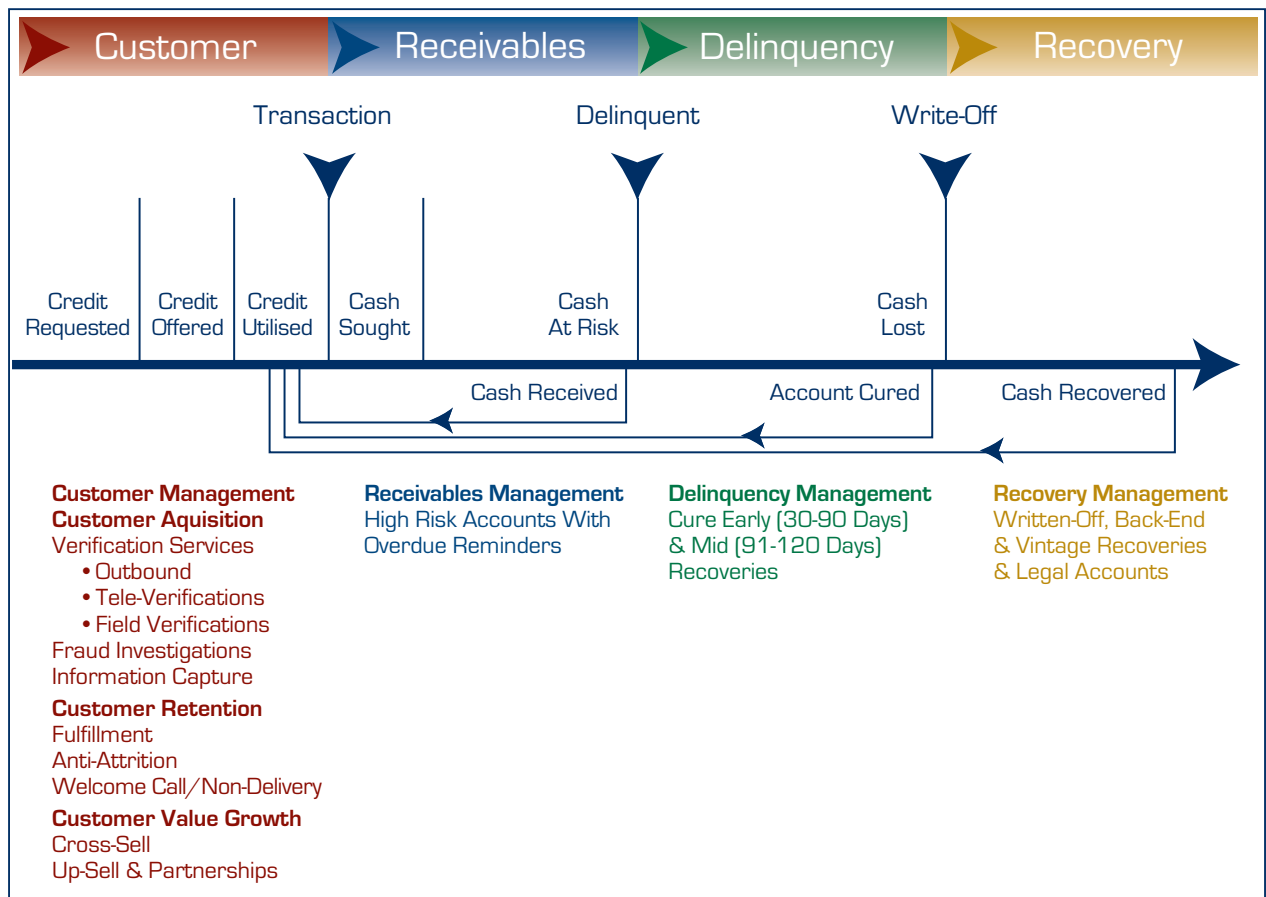 Customer
Receivables
Delinquency
Recovery
Transaction
Delinquent
Write-Off
Credit
Requested
Credit
Offered
Credit
Utilised
Cash
Sought
Cash
At Risk
Cash
Lost
Cash Received
Account Cured
Cash Recovered
Customer Management
Customer Aquisition
Verification Services
• Outbound
• Tele-Verifications
• Field Verifications
Fraud Investigations
Information Capture
Customer Retention
Fulfillment
Anti-Attrition
Welcome Call/Non-Delivery
Customer Value Growth
Cross-Sell
Up-Sell & Partnerships
Receivables Management
High Risk Accounts With
Overdue Reminders
Delinquency Management
Cure Early (30-90 Days)
& Mid (91-120 Days)
Recoveries
Recovery Management
Written-Off, Back-End
& Vintage Recoveries
& Legal Accounts